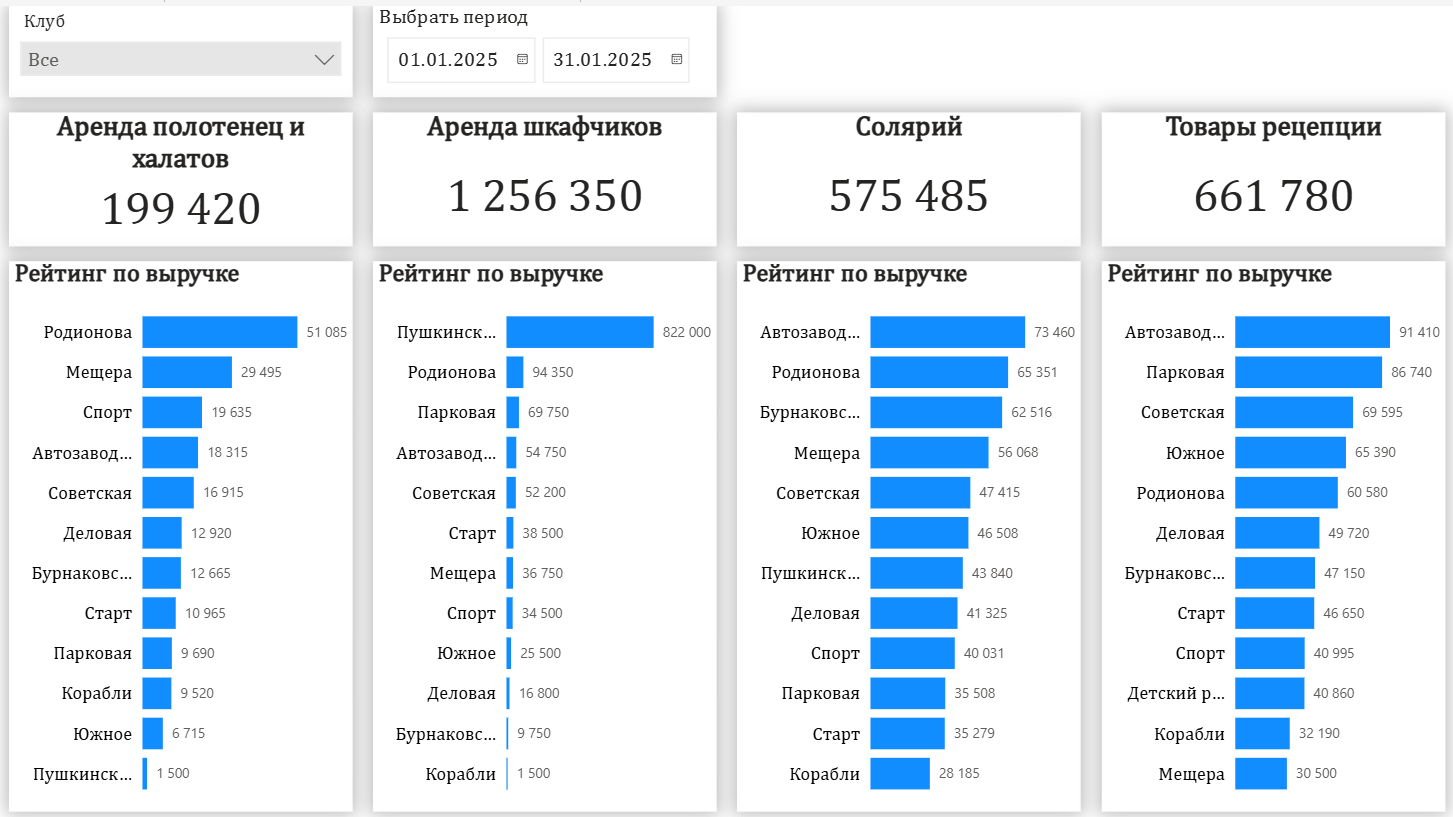 Клуб
Все
Выбрать период
01.01.2025
31.01.2025
Аренда полотенец и
халатов
199 420
Аренда шкафчиков
1 256 350
Солярий
575 485
Товары рецепции
661 780
Рейтинг по выручке
Родионова 51 085
Мещера 29 495
Спорт 19 635
Автозавод... 18 315
Советская 16 915
Деловая 12 920
Бурнаковс... 12 665
Старт 10 965
Парковая 9 690
Корабли 9 520
Южное 6 715
Пушкинск... 1 500
Рейтинг по выручке
Пушкинск... 822 000
Родионова 94 350
Парковая 69 750
Автозавод... 54 750
Советская 52 200
Старт 38 500
Мещера 36 750
Спорт 34 500
Южное 25 500
Деловая 16 800
Бурнаковс... 9 750
Корабли 1 500
Рейтинг по выручке
Автозавод... 73 460
Родионова 65 351
Бурнаковс... 62 516
Мещера 56 068
Советская 47 415
Южное 46 508
Пушкинск... 43 840
Деловая 41 325
Спорт 40 031
Парковая 35 508
Старт 35 279
Корабли 28 185
Рейтинг по выручке
Автозавод... 91 410
Парковая 86 740
Советская 69 595
Южное 65 390
Родионова 60 580
Деловая 49 720
Бурнаковс... 47 150
Старт 46 650
Спорт 40 995
Детский р... 40 860
Корабли 32 190
Мещера 30 500